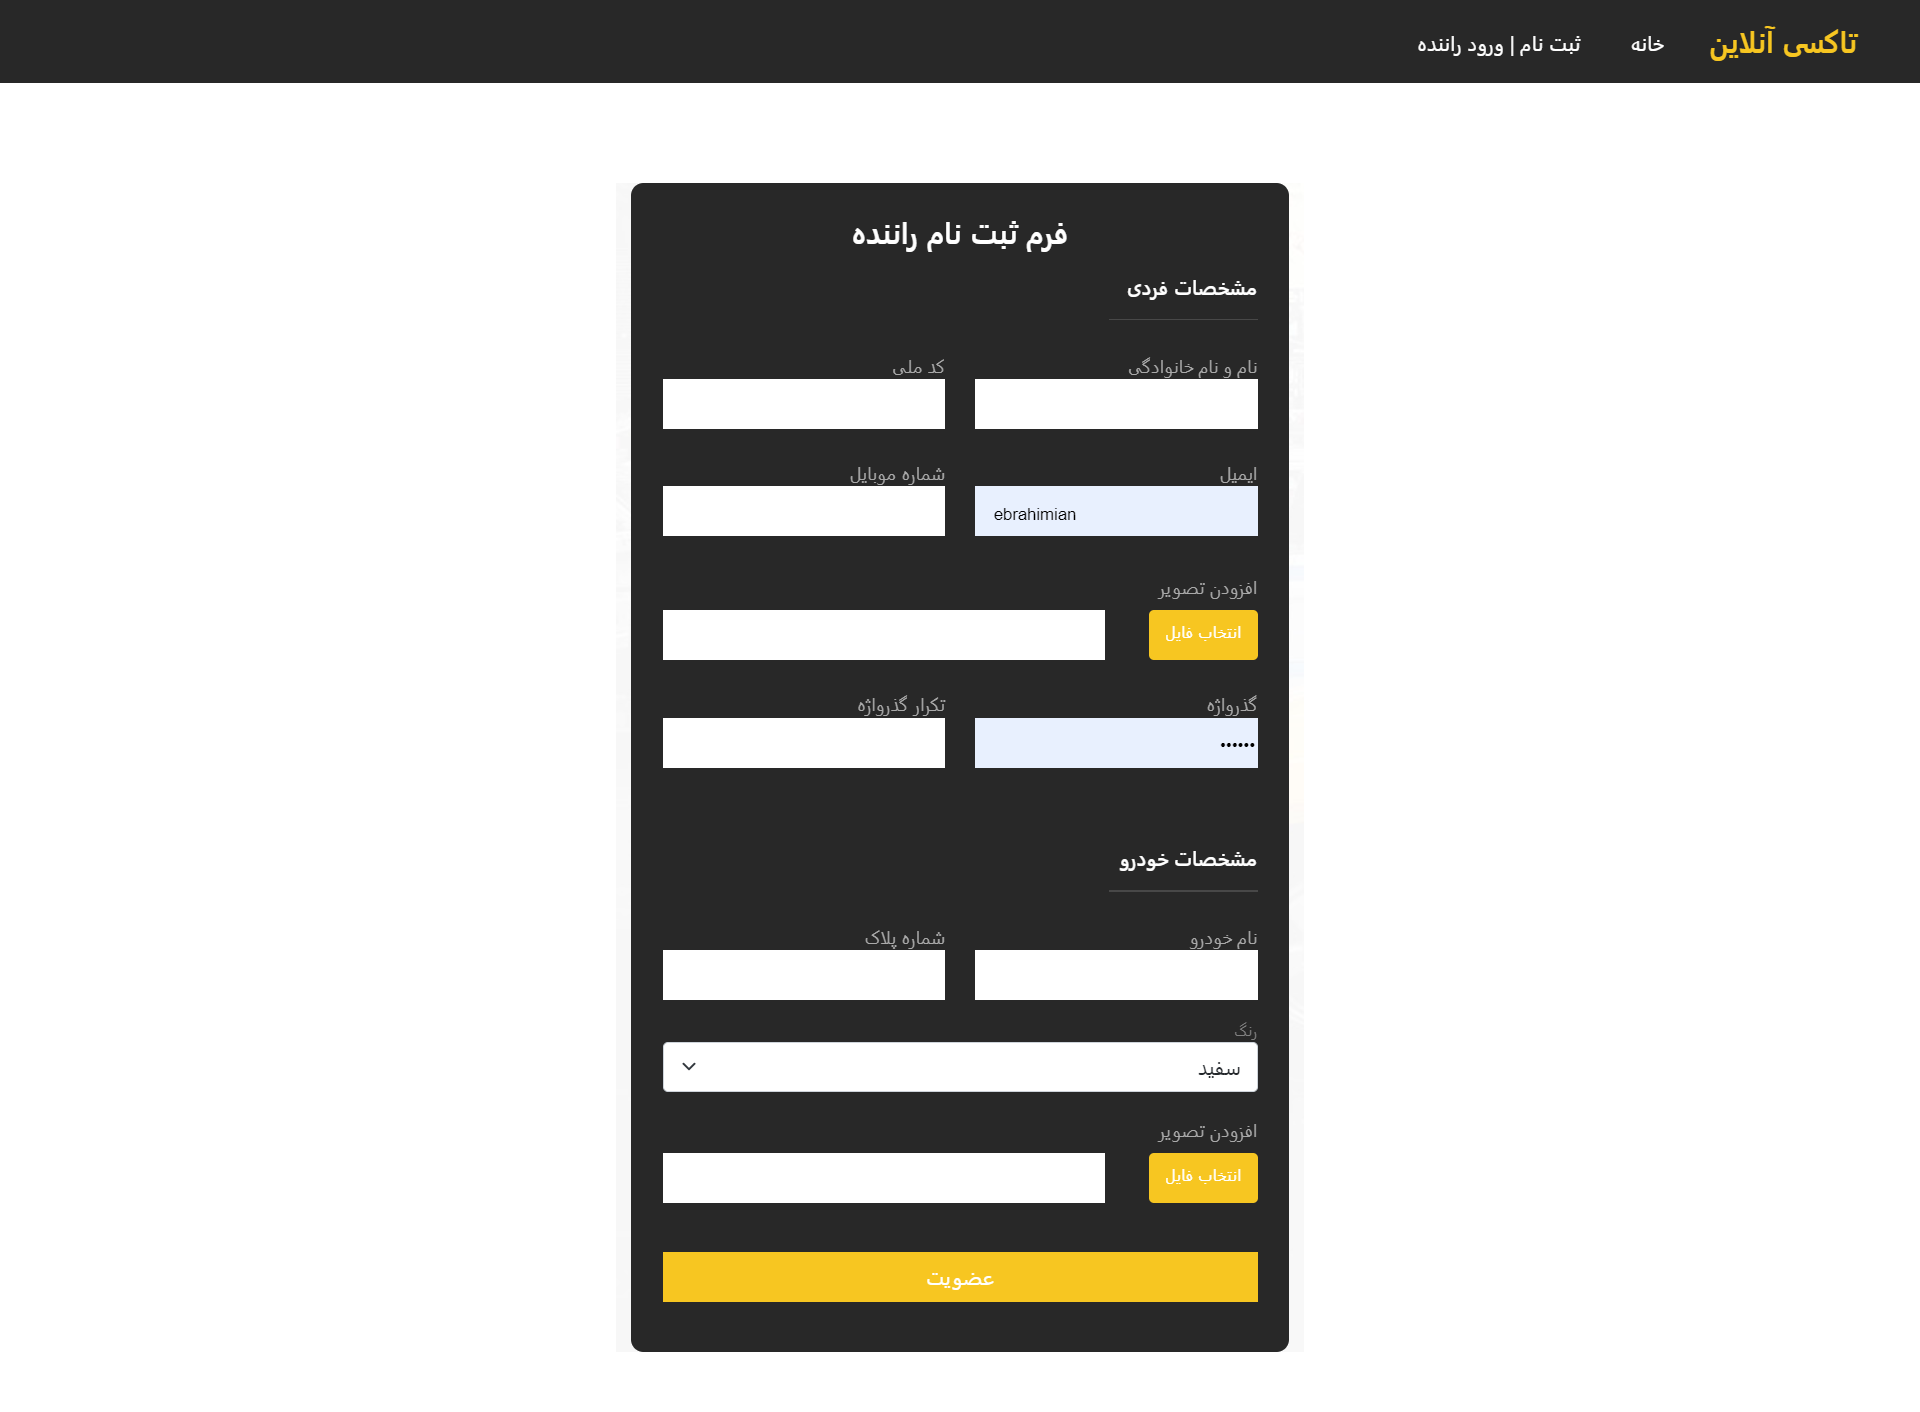 تاکسی آنلاین
خانه
ثبت نام | ورود راننده
فرم ثبت نام راننده
مشخصات فردی
نام و نام خانوادگی
کد ملی
ایمیل
شماره موبایل
ebrahimian
افزودن تصویر
انتخاب فایل
گذرواژه
تکرار گذرواژه
••••••
مشخصات خودرو
نام خودرو
شماره پلاک
رنگ
سفید
افزودن تصویر
انتخاب فایل
عضویت